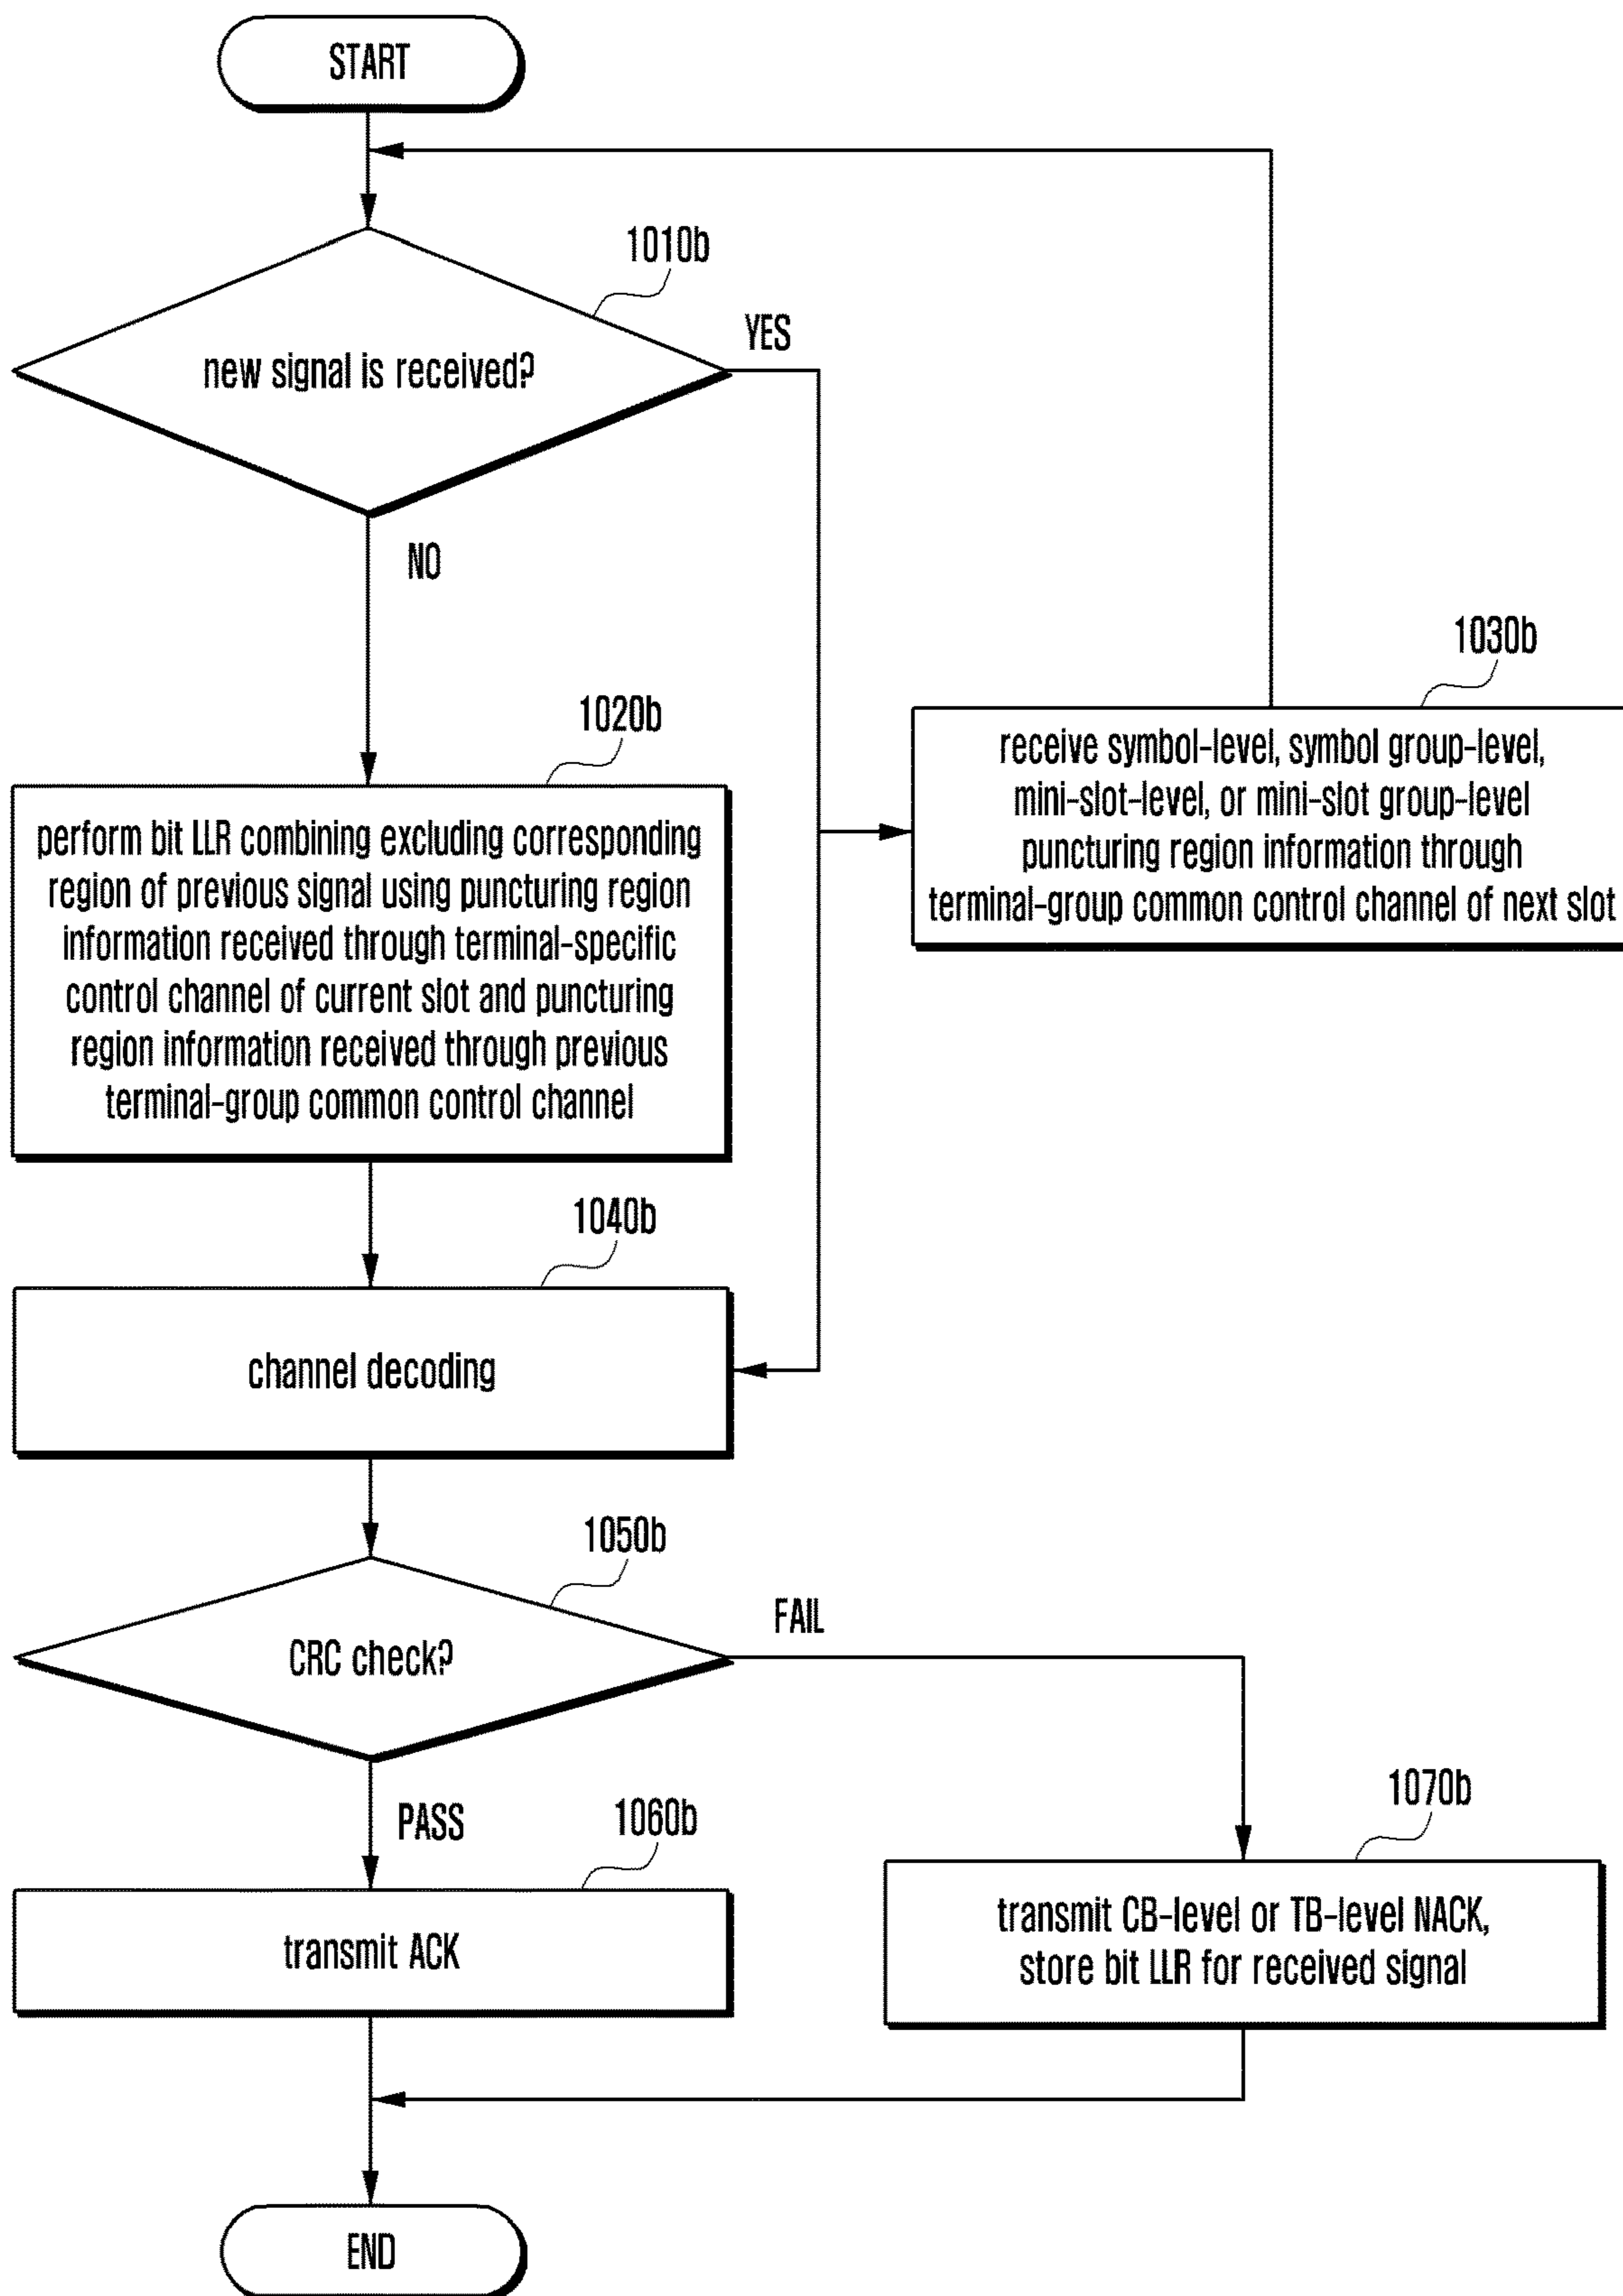 START
1010b
new signal is received?
YES
NO
1030b
receive symbol-level, symbol group-level,
mini-slot-level, or mini-slot group-level
puncturing region information through
terminal-group common control channel of next slot
1020b
perform bit LLR combining excluding corresponding
region of previous signal using puncturing region
information received through terminal-specific
control channel of current slot and puncturing
region information received through previous
terminal-group common control channel
1040b
channel decoding
1050b
CRC check?
FAIL
PASS
1060b
transmit ACK
1070b
transmit CB-level or TB-level NACK,
store bit LLR for received signal
END